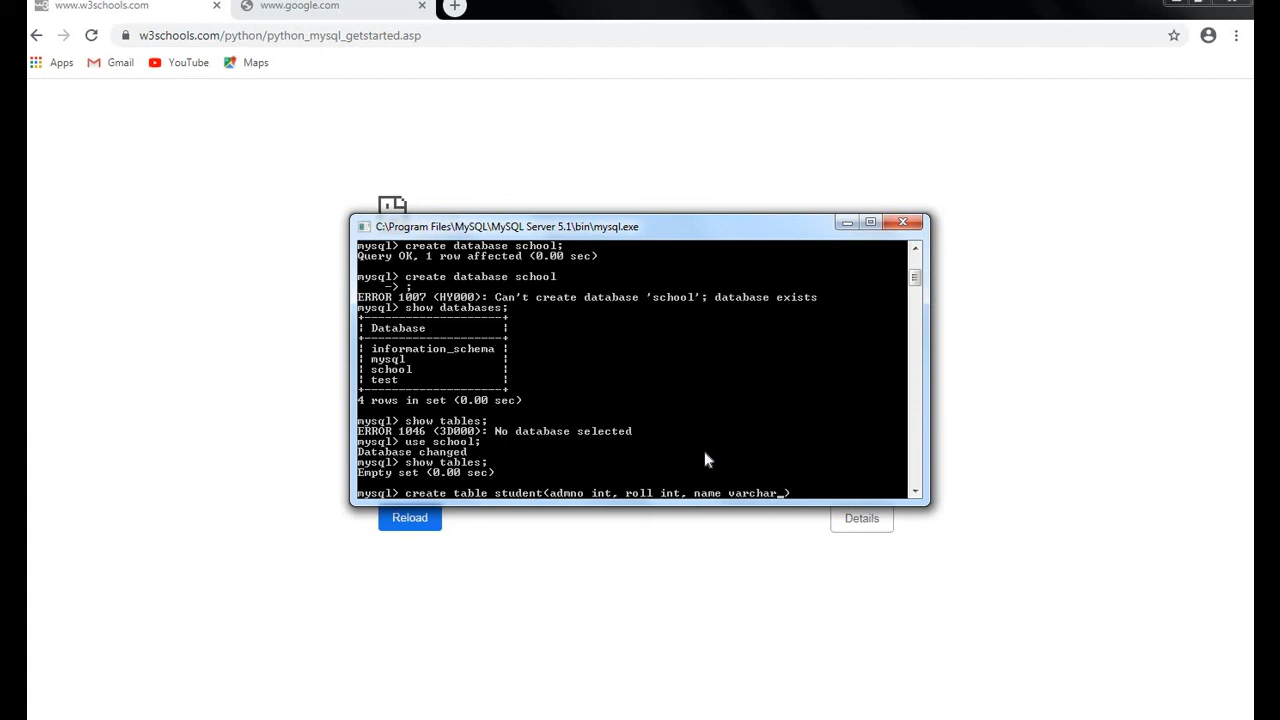 www.w3schools.com
www.google.com
w3schools.com/python/python_mysql_getstarted.asp
Apps Gmail YouTube Maps
C:\Program Files\MySQL\MySQL Server 5.1\bin\mysql.exe
mysql> create database school;
Query OK, 1 row affected (0.00 sec)
mysql> create database school
-> ;
ERROR 1007 (HY000): Can't create database 'school'; database exists
mysql> show databases;
+--------------------+
| Database |
+--------------------+
| information_schema |
| mysql |
| school |
| test |
+--------------------+
4 rows in set (0.00 sec)
mysql> show tables;
ERROR 1046 (3D000): No database selected
mysql> use school;
Database changed
mysql> show tables;
Empty set (0.00 sec)
mysql> create table student(admno int, roll int, name varchar_)
Reload
Details